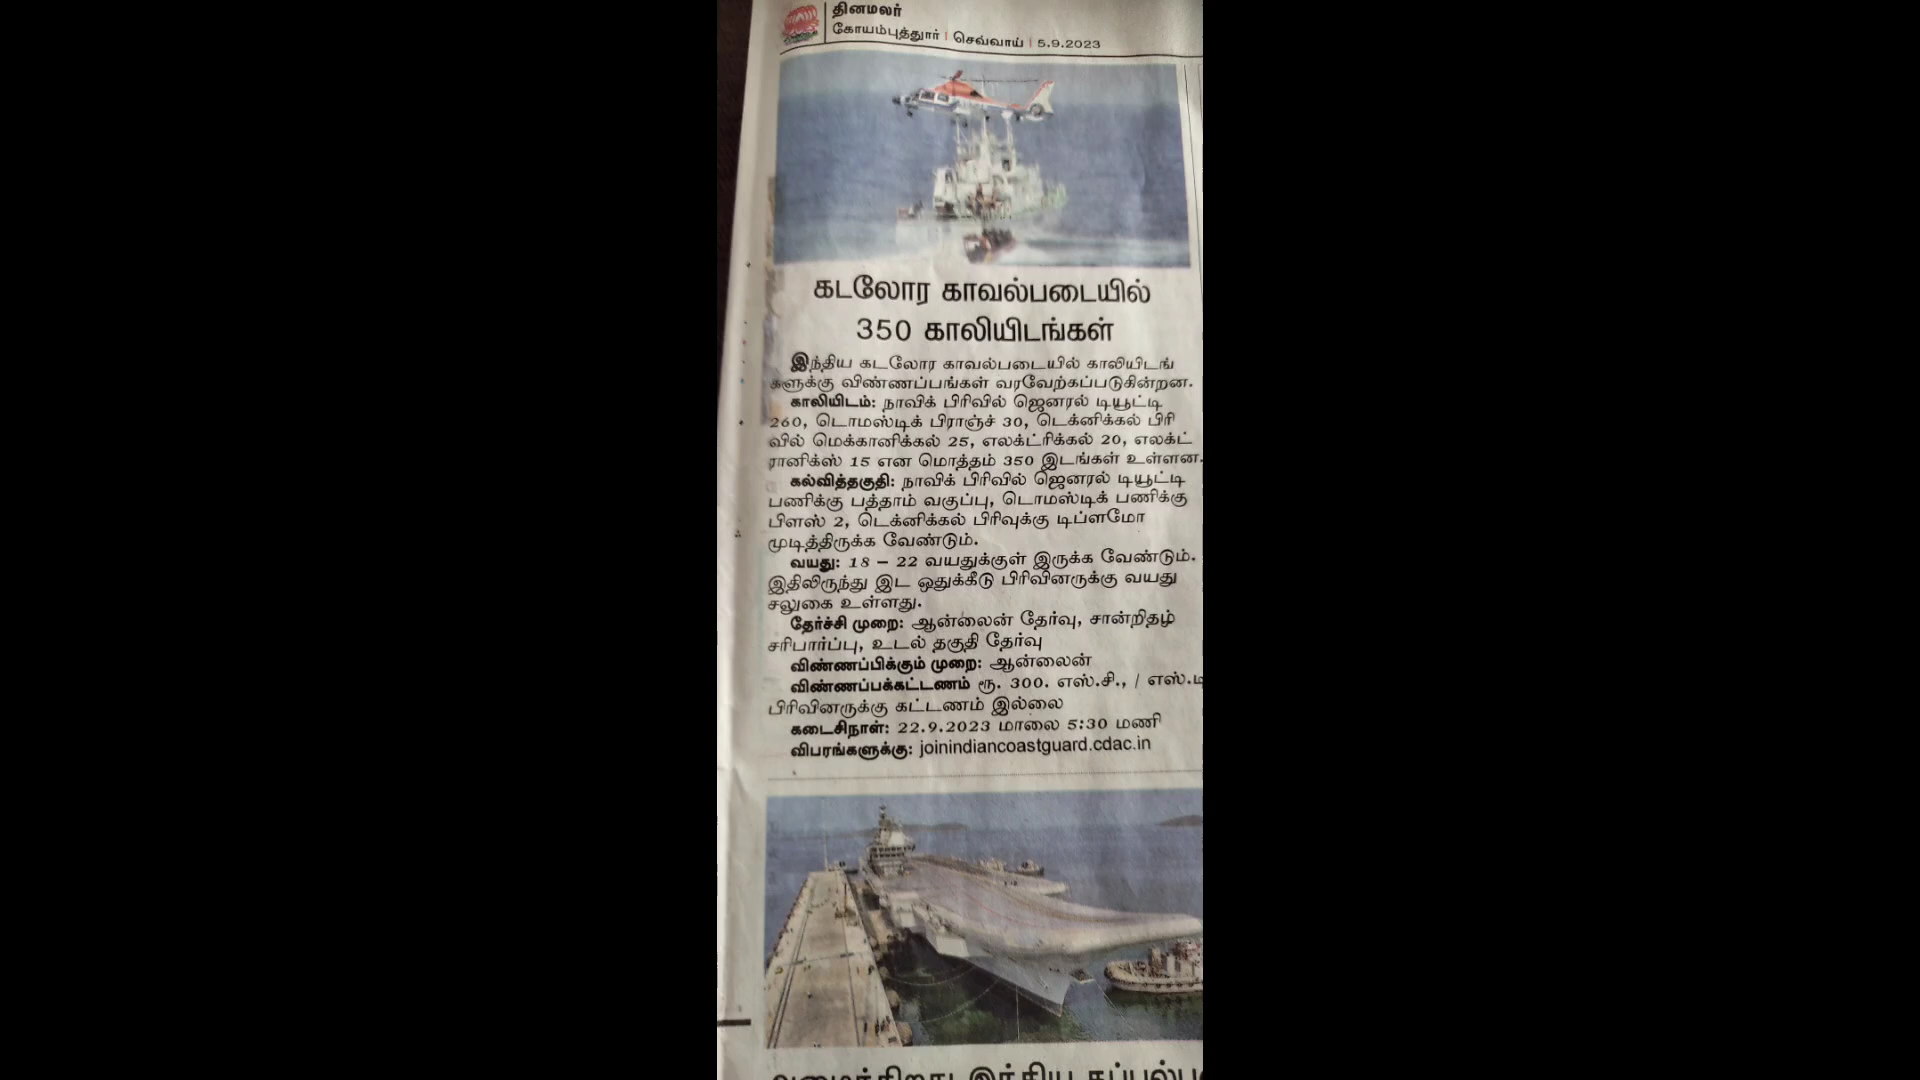 தினமலர்
கோயம்புத்தூர் | செவ்வாய் | 5.9.2023
கடலோர காவல்படையில்
350 காலியிடங்கள்
இந்திய கடலோர காவல்படையில் காலியிடங்
களுக்கு விண்ணப்பங்கள் வரவேற்கப்படுகின்றன.
காலியிடம்: நாவிக் பிரிவில் ஜெனரல் டியூட்டி
260, டொமஸ்டிக் பிராஞ்ச் 30, டெக்னிக்கல் பிரி
வில் மெக்கானிக்கல் 25, எலக்ட்ரிக்கல் 20, எலக்ட்
ரானிக்ஸ் 15 என மொத்தம் 350 இடங்கள் உள்ளன.
கல்வித்தகுதி: நாவிக் பிரிவில் ஜெனரல் டியூட்டி
பணிக்கு பத்தாம் வகுப்பு, டொமஸ்டிக் பணிக்கு
பிளஸ் 2, டெக்னிக்கல் பிரிவுக்கு டிப்ளமோ
முடித்திருக்க வேண்டும்.
வயது: 18 – 22 வயதுக்குள் இருக்க வேண்டும்.
இதிலிருந்து இட ஒதுக்கீடு பிரிவினருக்கு வயது
சலுகை உள்ளது.
தேர்ச்சி முறை: ஆன்லைன் தேர்வு, சான்றிதழ்
சரிபார்ப்பு, உடல் தகுதி தேர்வு
விண்ணப்பிக்கும் முறை: ஆன்லைன்
விண்ணப்பக்கட்டணம் ரூ. 300. எஸ்.சி., / எஸ்.டி
பிரிவினருக்கு கட்டணம் இல்லை
கடைசிநாள்: 22.9.2023 மாலை 5:30 மணி
விபரங்களுக்கு: joinindiancoastguard.cdac.in